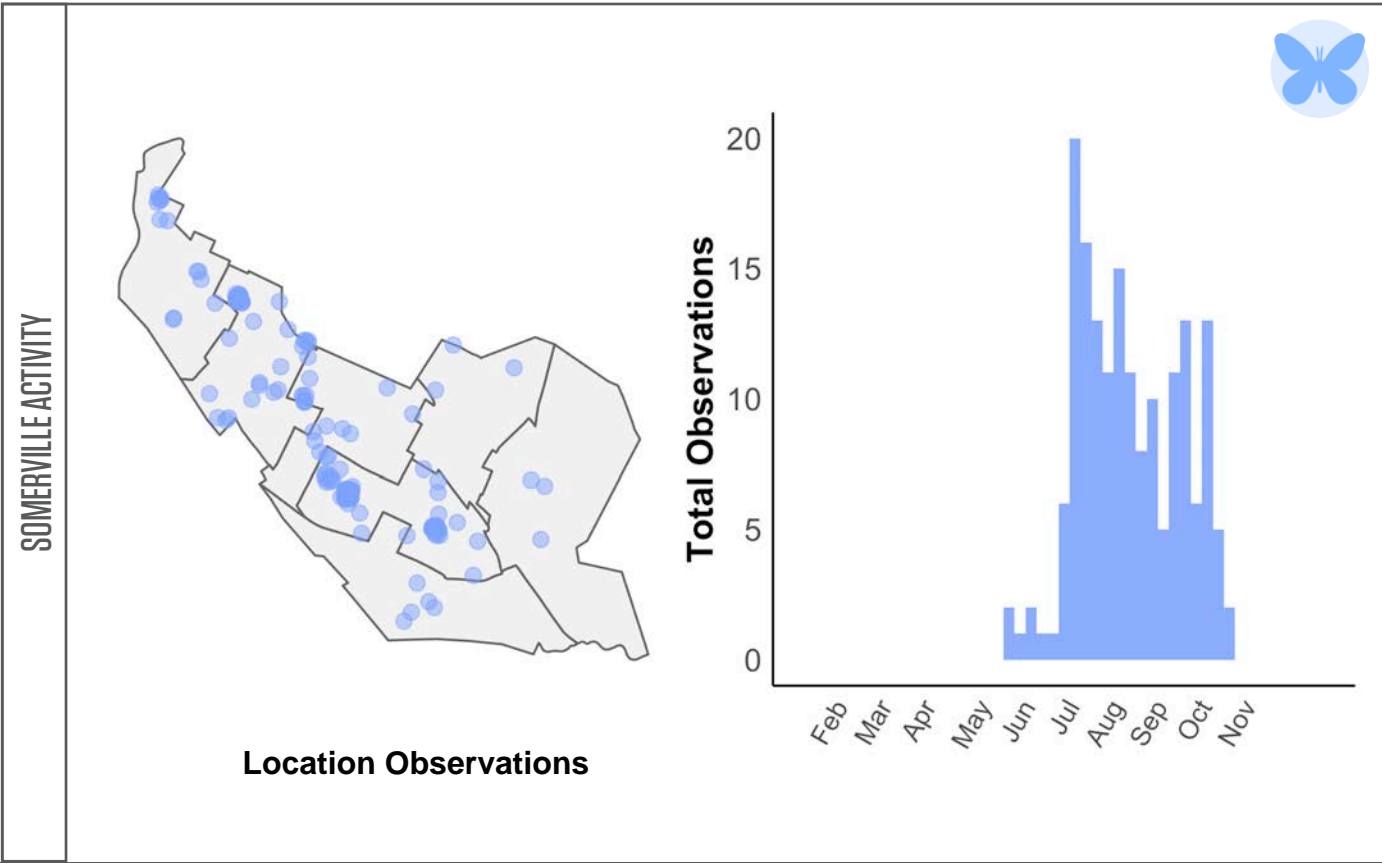 SOMERVILLE ACTIVITY
Location Observations
Total Observations
20
15
10
5
0
Feb
Mar
Apr
May
Jun
Jul
Aug
Sep
Oct
Nov